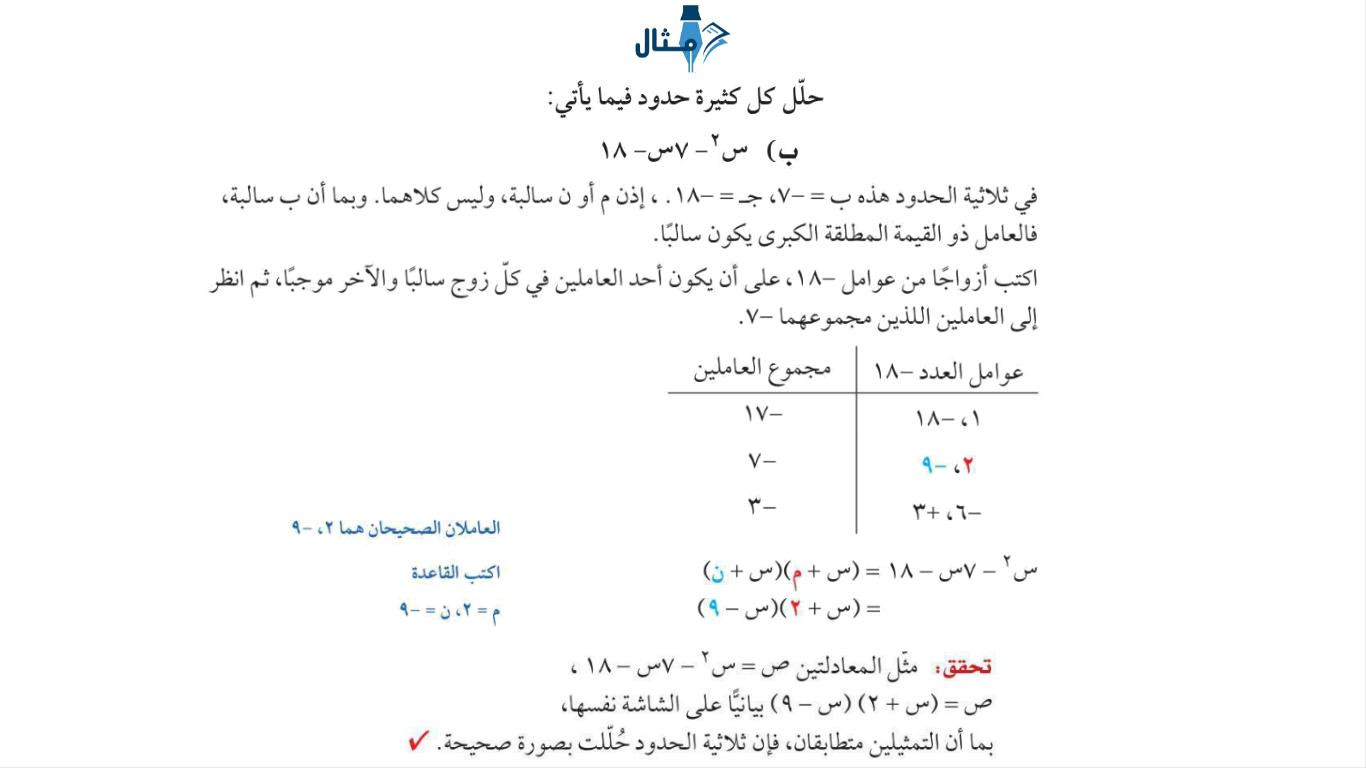 مثال
حلّل كل كثيرة حدود فيما يأتي:
ب) س٢ – ٧س – ١٨
في ثلاثية الحدود هذه ب = –٧، جـ = –١٨ . ، إذن م أو ن سالبة، وليس كلاهما. وبما أن ب سالبة،
فالعامل ذو القيمة المطلقة الكبرى يكون سالبًا.
اكتب أزواجًا من عوامل –١٨، على أن يكون أحد العاملين في كلّ زوج سالبًا والآخر موجبًا، ثم انظر
إلى العاملين اللذين مجموعهما –٧.
عوامل العدد –١٨ مجموع العاملين
١، –١٨ –١٧
٢، –٩ –٧
–٦، +٣ –٣
العاملان الصحيحان هما ٢، –٩
س٢ – ٧س – ١٨ = (س + م)(س + ن) اكتب القاعدة
= (س + ٢)(س – ٩) م = ٢، ن = –٩
تحقق: مثّل المعادلتين ص = س٢ – ٧س – ١٨ ،
ص = (س + ٢) (س – ٩) بيانيًّا على الشاشة نفسها،
بما أن التمثيلين متطابقان، فإن ثلاثية الحدود حُلّلت بصورة صحيحة. ✓